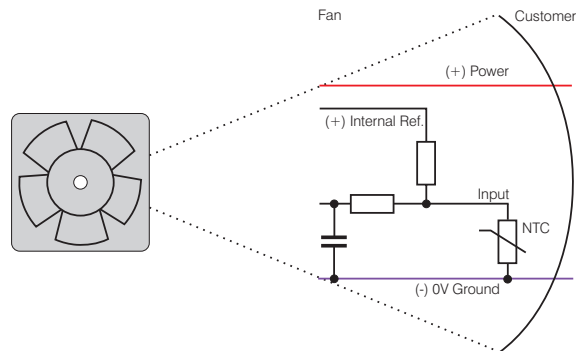 Fan
Customer
(+) Power
(+) Internal Ref.
Input
NTC
(-) 0V Ground